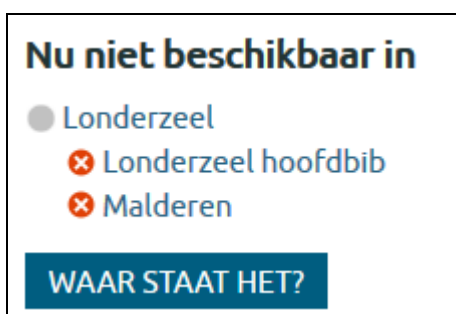 Nu niet beschikbaar in
Londerzeel
Londerzeel hoofdbib
Malderen
WAAR STAAT HET?